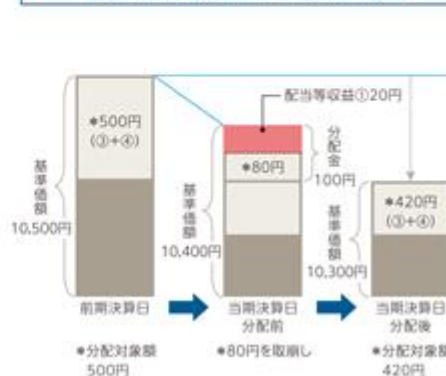 配当等収益①20円
*500円
(③+④)
*80円
分配金
100円
*420円
(③+④)
基準価額
10,500円
基準価額
10,400円
基準価額
10,300円
前期決算日
当期決算日
分配前
当期決算日
分配後
*分配対象額
500円
*80円を取崩し
*分配対象額
420円